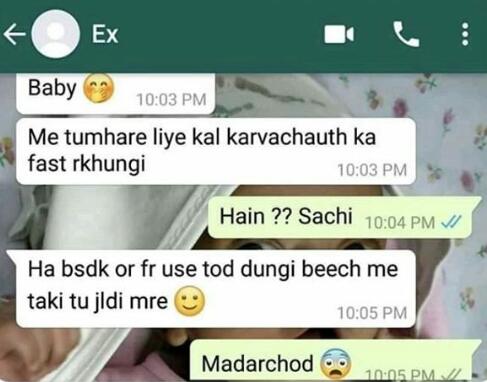 Ex
Baby 🤭
10:03 PM
Me tumhare liye kal karvachauth ka
fast rkhungi
10:03 PM
Hain ?? Sachi 10:04 PM
Ha bsdk or fr use tod dungi beech me
taki tu jldi mre 🙂
10:05 PM
Madarchod 😨 10:05 PM